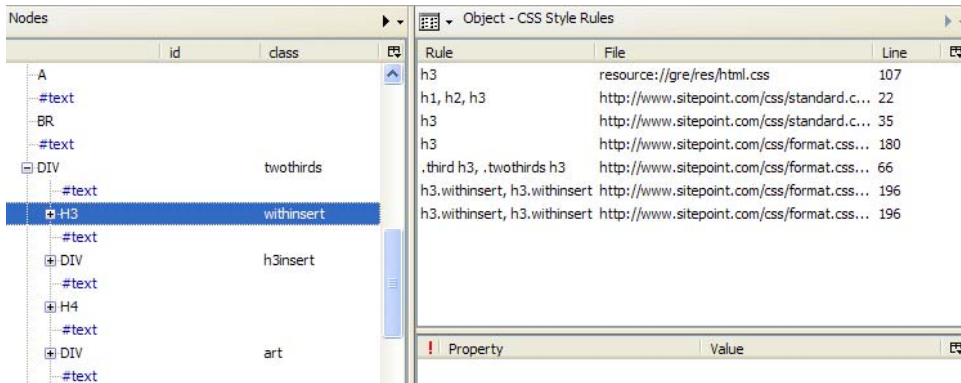 Nodes
id class
A
#text
BR
#text
DIV twothirds
#text
H3 withinsert
#text
DIV h3insert
#text
H4
#text
DIV art
#text
Object - CSS Style Rules
Rule File Line
h3 resource://gre/res/html.css 107
h1, h2, h3 http://www.sitepoint.com/css/standard.c... 22
h3 http://www.sitepoint.com/css/standard.c... 35
h3 http://www.sitepoint.com/css/format.css... 180
.third h3, .twothirds h3 http://www.sitepoint.com/css/format.css... 66
h3.withinsert, h3.withinsert http://www.sitepoint.com/css/format.css... 196
h3.withinsert, h3.withinsert http://www.sitepoint.com/css/format.css... 196
! Property Value